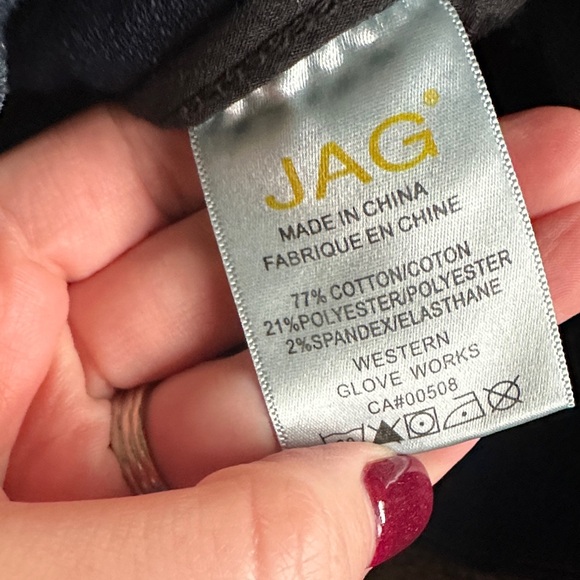 JAG®
MADE IN CHINA
FABRIQUE EN CHINE
77% COTTON/COTON
21%POLYESTER/POLYESTER
2%SPANDEX/ELASTHANE
WESTERN
GLOVE WORKS
CA#00508